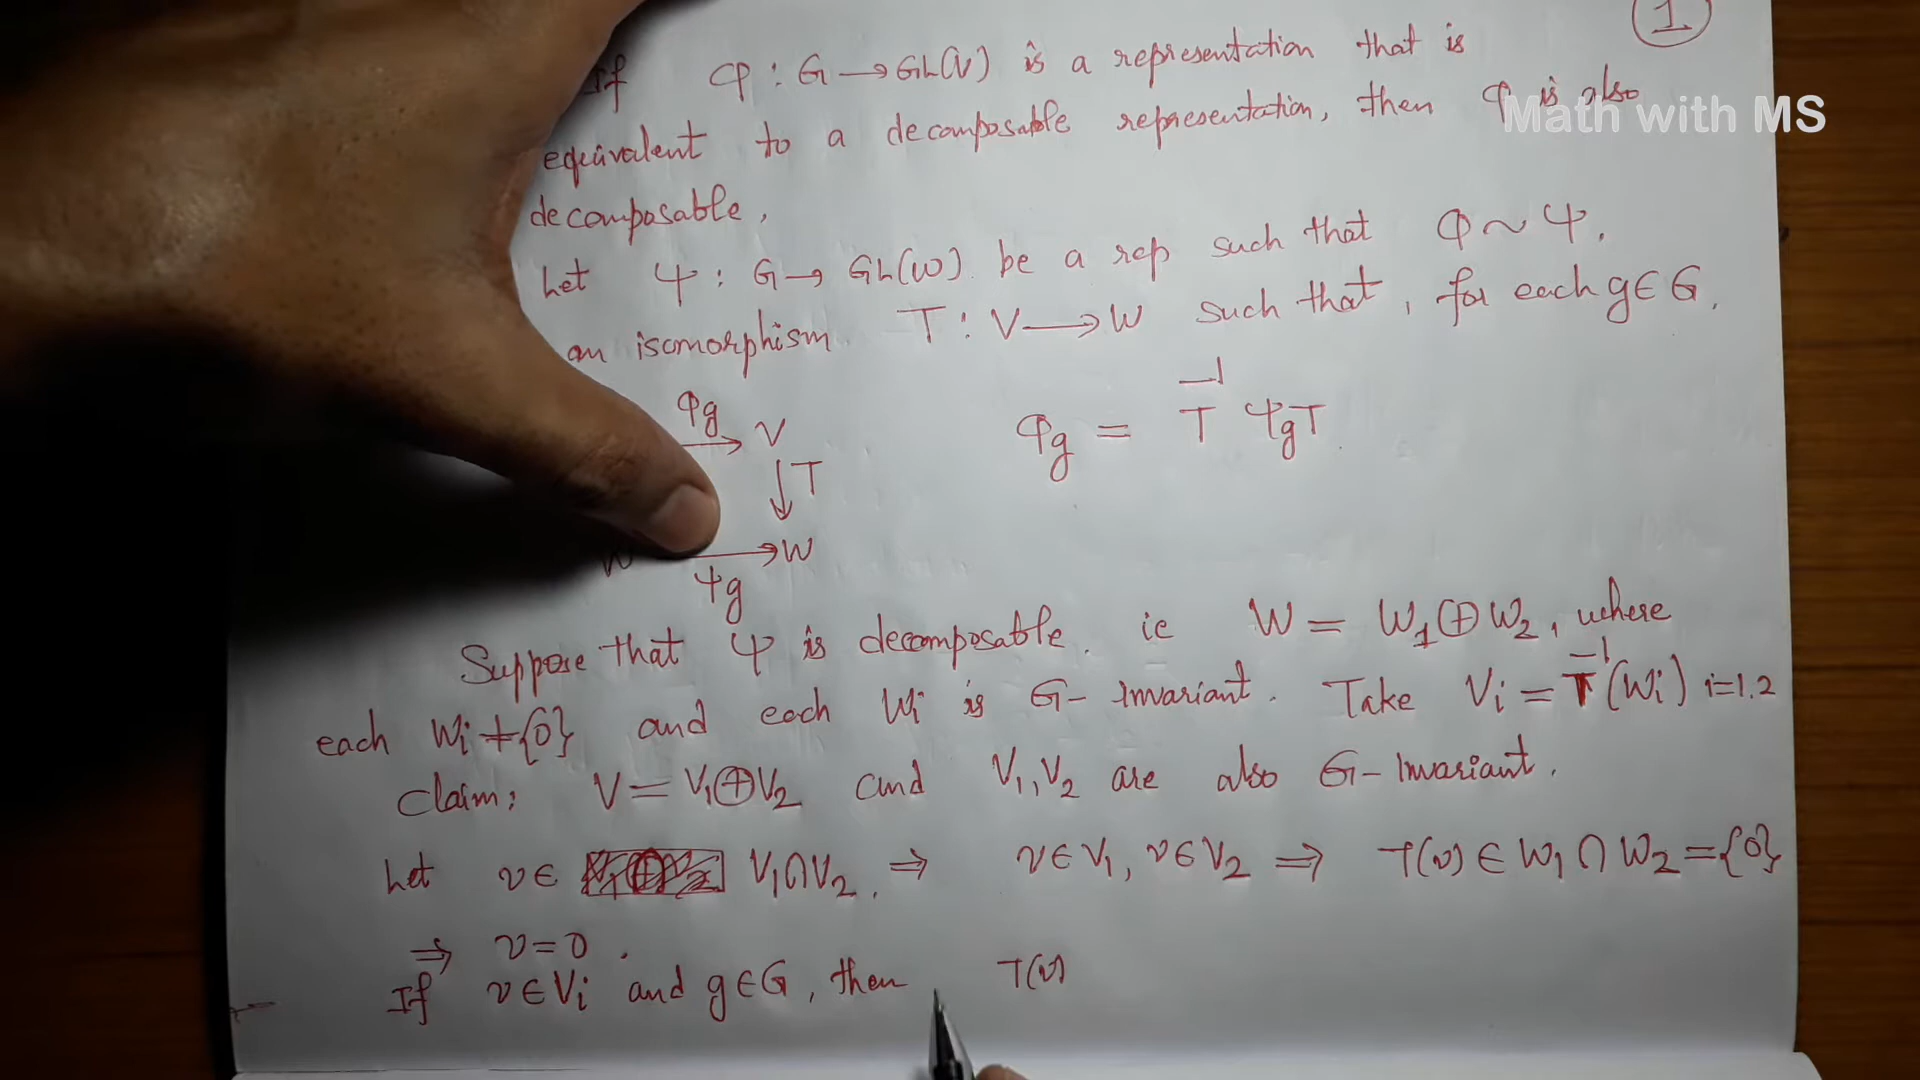 1
If φ : G → GL(V) is a representation that is
Math with MS
equivalent to a decomposable representation, then φ is also
decomposable,
Let ψ : G → GL(W) be a rep such that φ ~ ψ.
an isomorphism T : V → W such that, for each g ∈ G,
φg V
φg = T⁻¹ ψg T
↓ T
W → W
ψg
Suppose that ψ is decomposable. ie W = W₁ ⊕ W₂, where
each Wi ≠ {0} and each Wi is G-Invariant. Take Vi = T⁻¹(Wi) i=1.2
claim: V = V₁ ⊕ V₂ and V₁, V₂ are also G-Invariant.
Let v ∈ V₁ ∩ V₂. ⇒ v ∈ V₁, v ∈ V₂ ⇒ T(v) ∈ W₁ ∩ W₂ = {0}
⇒ v = 0.
If v ∈ Vi and g ∈ G, then T(v)